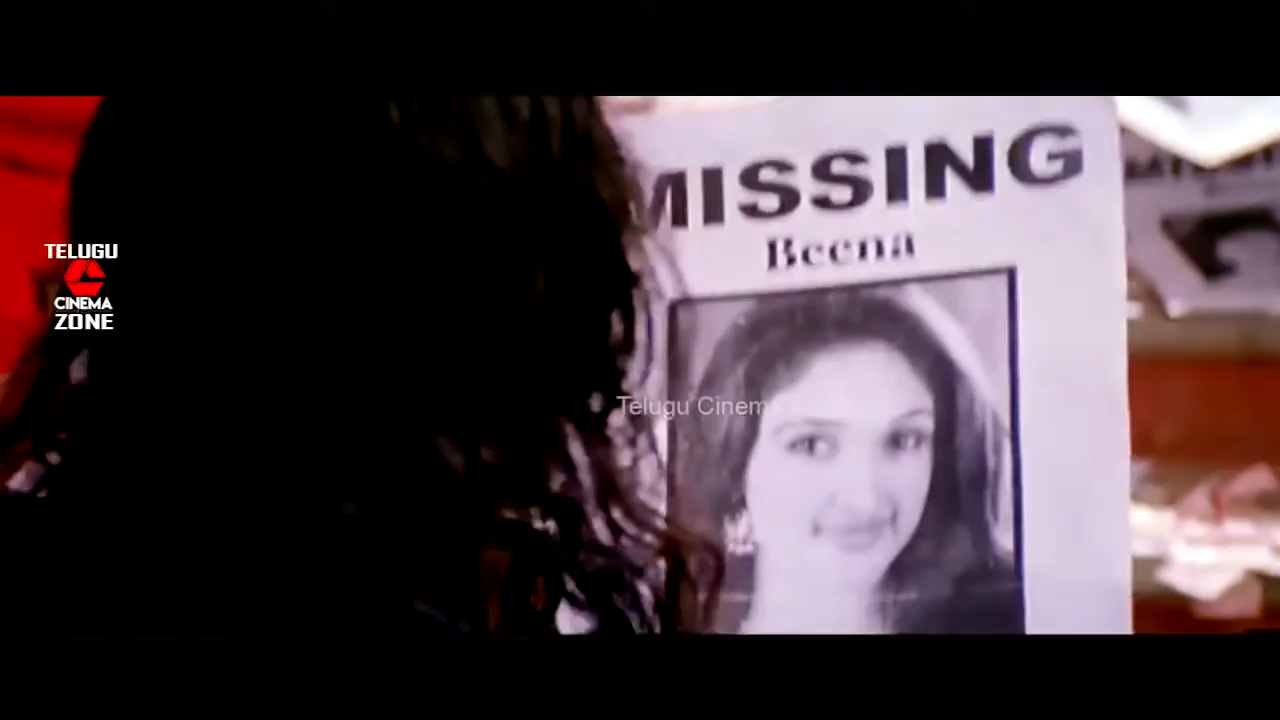 MISSING
Beena
TELUGU
CINEMA
ZONE
Telugu Cinem